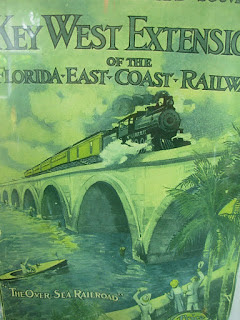 KEY WEST EXTENSIO
OF THE
FLORIDA-EAST-COAST-RAILWA
"THE OVER SEA RAILROAD"